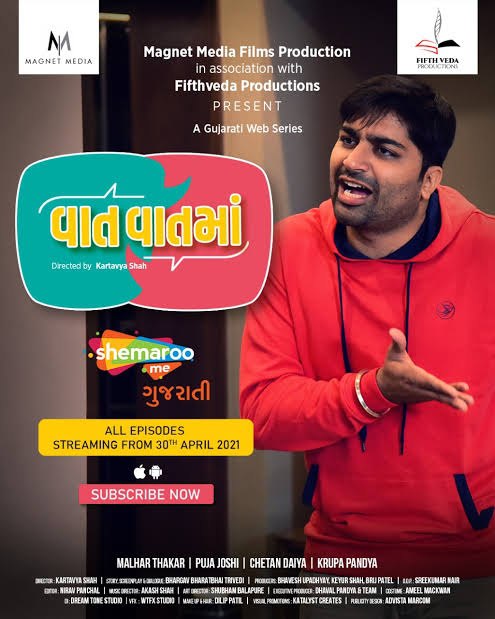 MAGNET MEDIA
FIFTH VEDA
PRODUCTIONS
Magnet Media Films Production
in association with
Fifthveda Productions
PRESENT
A Gujarati Web Series
વાત વાતમાં
Directed by Kartavya Shah
shemaroo
me
ગુજરાતી
ALL EPISODES
STREAMING FROM 30TH APRIL 2021
SUBSCRIBE NOW
MALHAR THAKAR | PUJA JOSHI | CHETAN DAIYA | KRUPA PANDYA
DIRECTOR: KARTAVYA SHAH | STORY, SCREENPLAY & DIALOGUE: BHARGAV BHARATBHAI TRIVEDI | PRODUCERS: BHAVESH UPADHYAY, KEYUR SHAH, BRIJ PATEL | D.O.P.: SREEKUMAR NAIR
EDITOR: NIRAV PANCHAL | MUSIC DIRECTOR: AKASH SHAH | ART DIRECTOR: SHUBHAM BALAPURE | EXECUTIVE PRODUCER: DHAVAL PANDYA & TEAM | COSTUME: AMEEL MACKWAN
DI: DREAM TONE STUDIO | VFX: WTFX STUDIO | MAKE UP & HAIR: DILIP PATIL | VISUAL PROMOTIONS: KATALYST CREATES | PUBLICITY DESIGN: ADVISTA MARCOM